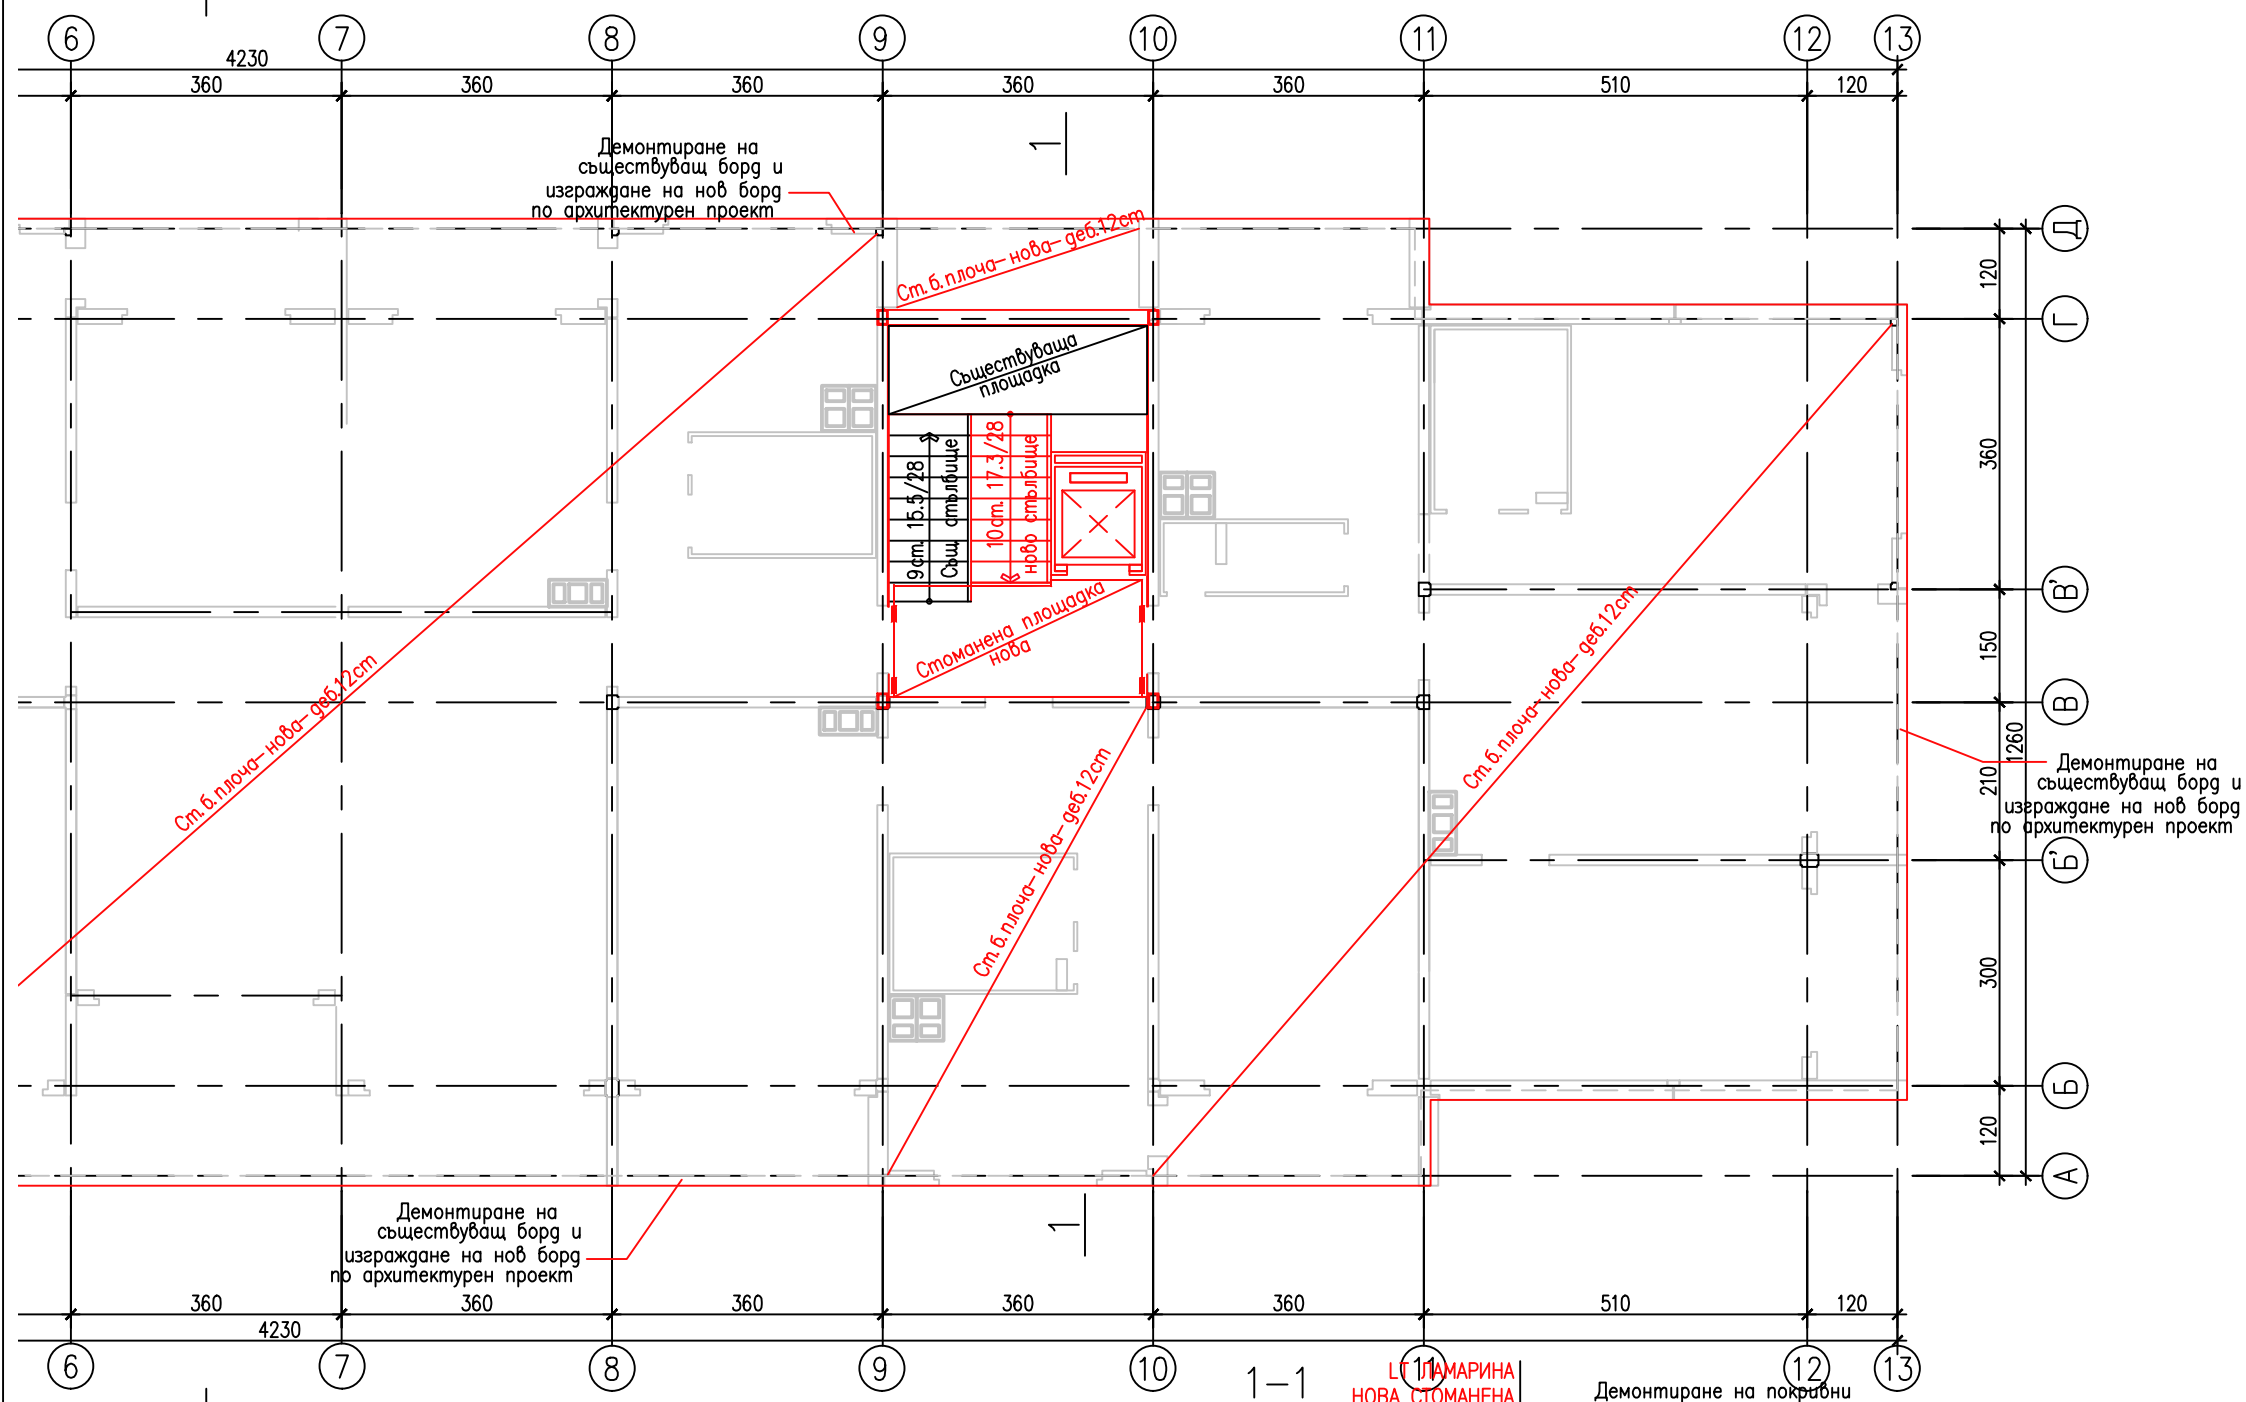 6 7 8 9 10 11 12 13
4230
360 360 360 360 360 510 120
Демонтиране на
съществуващ борд и
изграждане на нов борд
по архитектурен проект
1
Ст.б.плоча-нова-деб.12cm
Д
120
Г
Съществуваща
площадка
360
9ст. 15.5/28
Същ. стълбище
10ст. 17.3/28
ново стълбище
В'
Стоманена площадка
нова
150
Ст.б.плоча-нова-деб.12cm
Ст.б.плоча-нова-деб.12cm
Ст.б.плоча-нова-деб.12cm
В
210
1260
Демонтиране на
съществуващ борд и
изграждане на нов борд
по архитектурен проект
Б'
300
Б
120
А
Демонтиране на
съществуващ борд и
изграждане на нов борд
по архитектурен проект
1
360 360 360 360 360 510 120
4230
6 7 8 9 10 11 12 13
1-1
LT ЛАМАРИНА
НОВА СТОМАНЕНА
Демонтиране на покривни